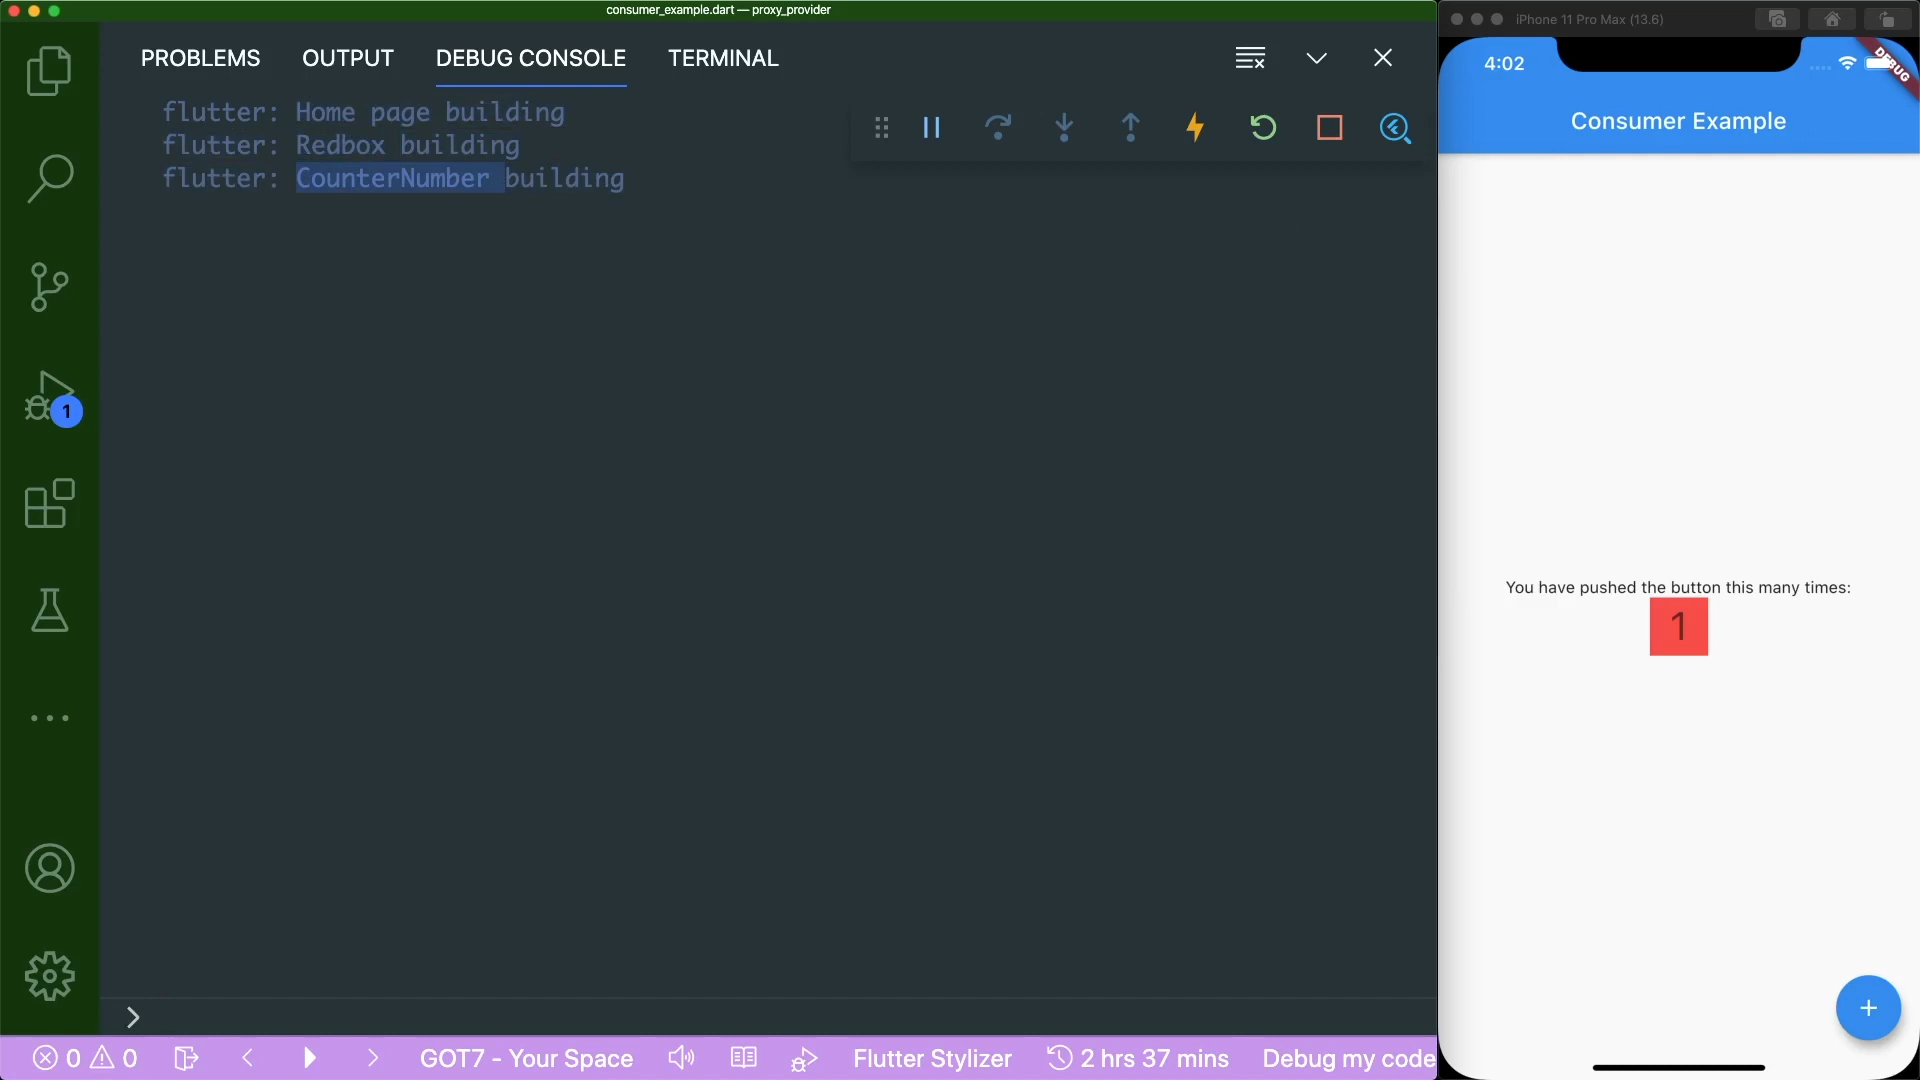 consumer_example.dart — proxy_provider
PROBLEMS OUTPUT DEBUG CONSOLE TERMINAL
flutter: Home page building
flutter: Redbox building
flutter: CounterNumber building
1
0 0 GOT7 - Your Space Flutter Stylizer 2 hrs 37 mins Debug my code
iPhone 11 Pro Max (13.6)
4:02
DEBUG
Consumer Example
You have pushed the button this many times:
1
+